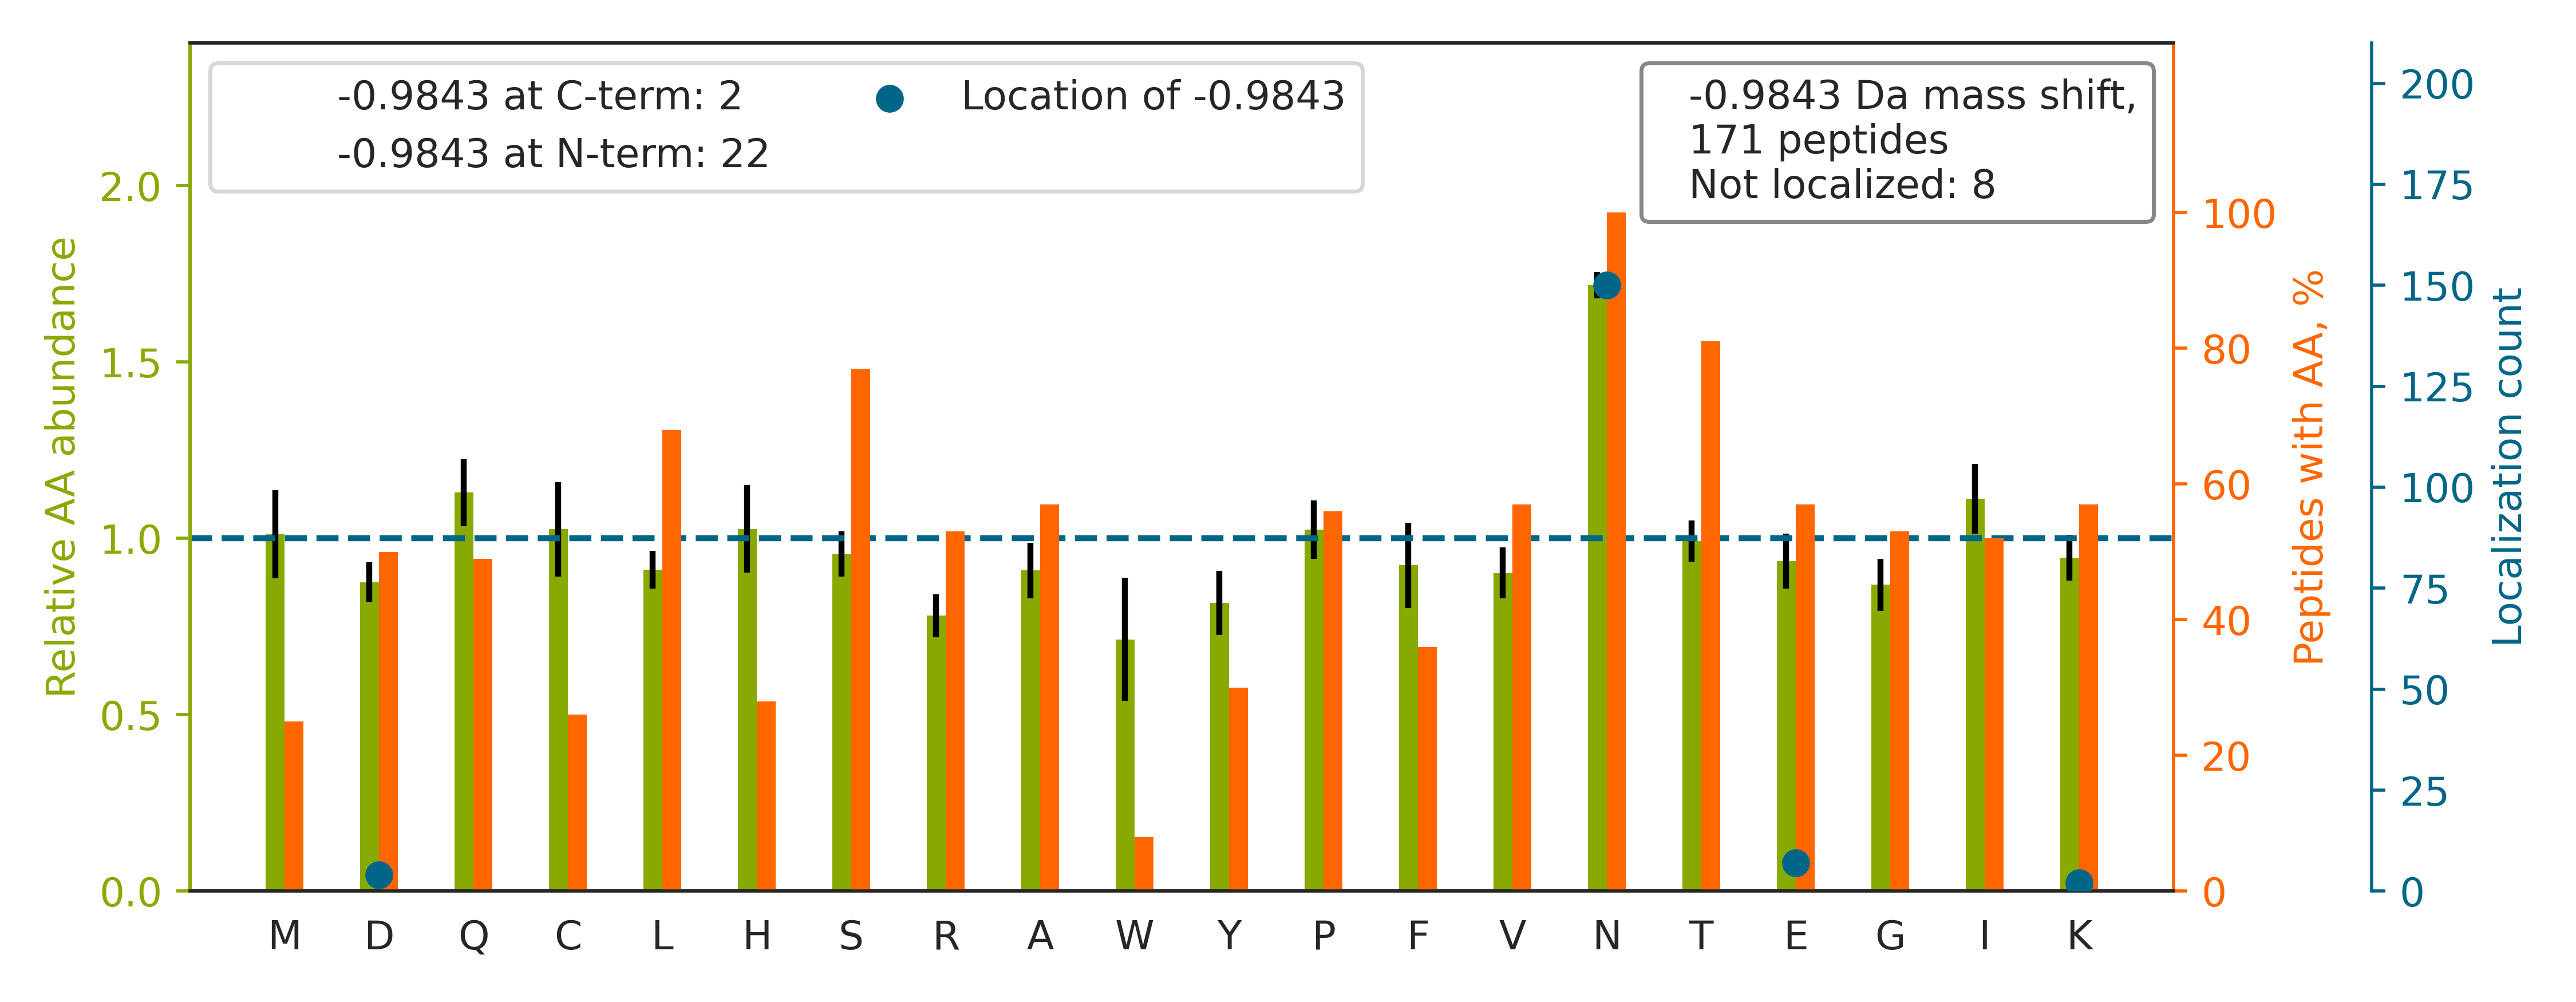 -0.9843 at C-term: 2
-0.9843 at N-term: 22
Location of -0.9843
-0.9843 Da mass shift,
171 peptides
Not localized: 8
Relative AA abundance
2.0
1.5
1.0
0.5
0.0
M D Q C L H S R A W Y P F V N T E G I K
100
80
60
40
20
0
Peptides with AA, %
200
175
150
125
100
75
50
25
0
Localization count